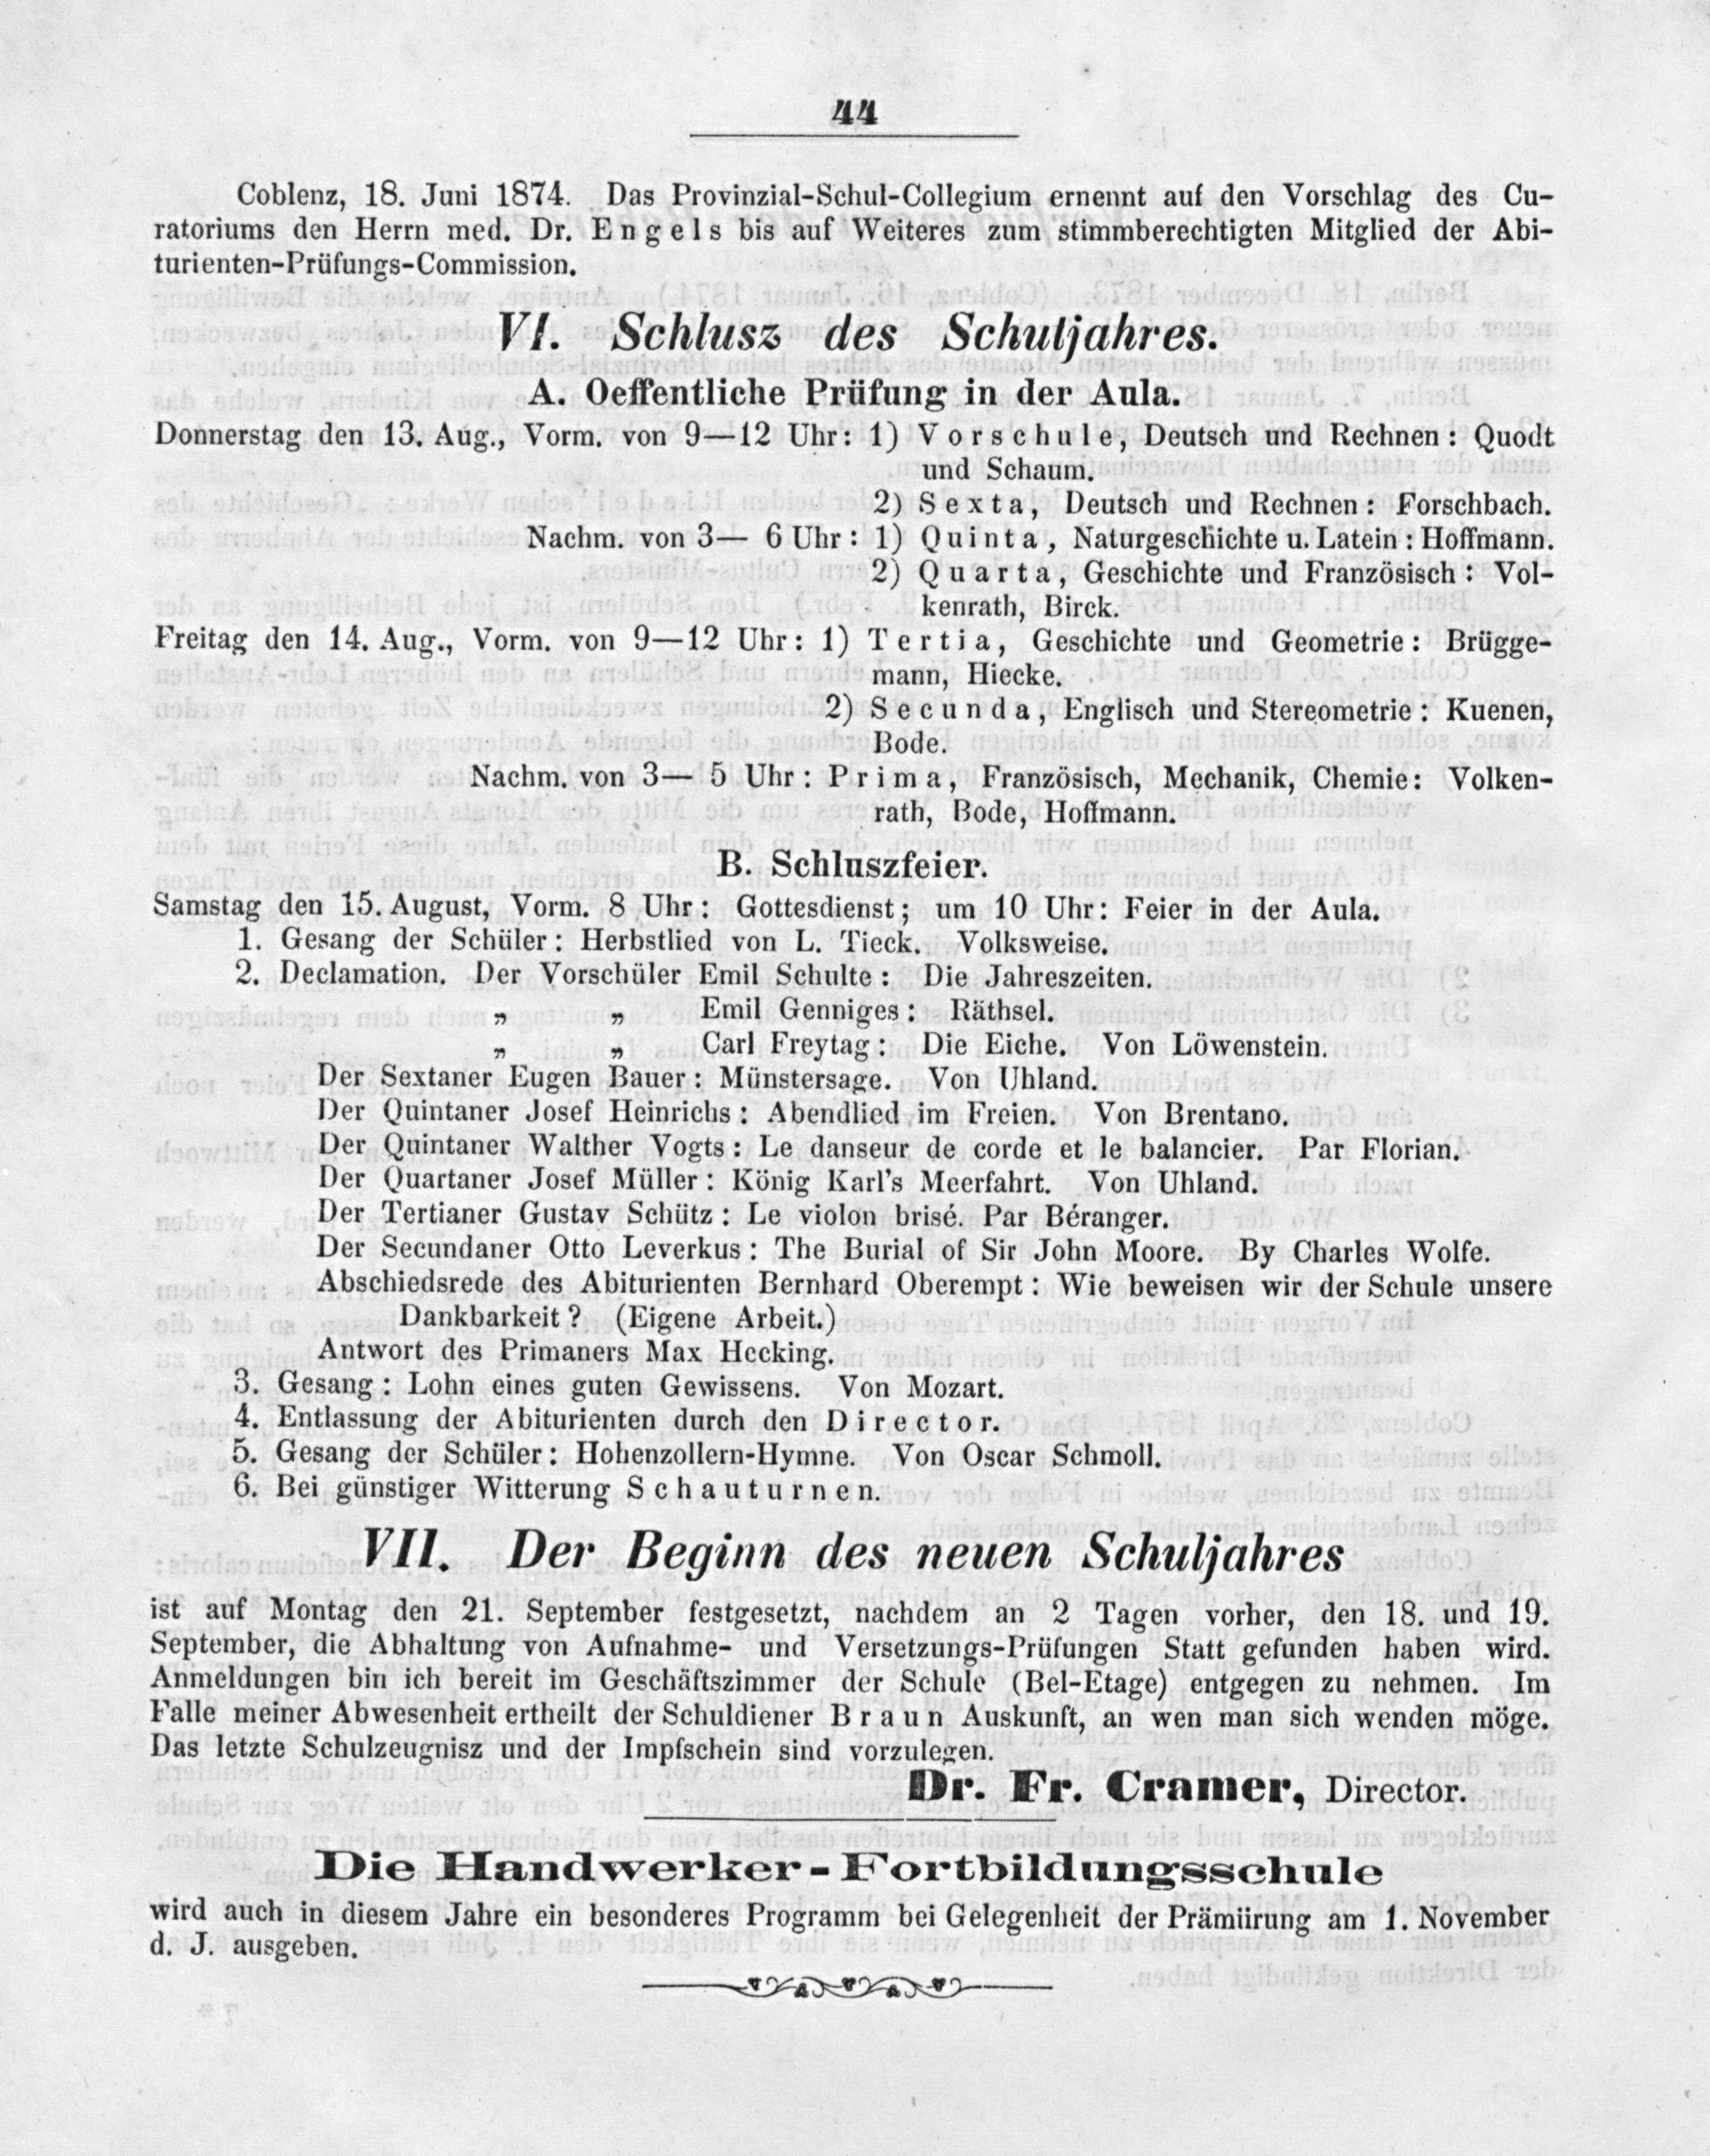 44
Coblenz, 18. Juni 1874. Das Provinzial-Schul-Collegium ernennt auf den Vorschlag des Cu-
ratoriums den Herrn med. Dr. Engels bis auf Weiteres zum stimmberechtigten Mitglied der Abi-
turienten-Prüfungs-Commission.
VI. Schlusz des Schuljahres.
A. Oeffentliche Prüfung in der Aula.
Donnerstag den 13. Aug., Vorm. von 9—12 Uhr: 1) Vorschule, Deutsch und Rechnen: Quodt
und Schaum.
2) Sexta, Deutsch und Rechnen: Forschbach.
Nachm. von 3— 6 Uhr: 1) Quinta, Naturgeschichte u. Latein: Hoffmann.
2) Quarta, Geschichte und Französisch: Vol-
kenrath, Birck.
Freitag den 14. Aug., Vorm. von 9—12 Uhr: 1) Tertia, Geschichte und Geometrie: Brügge-
mann, Hiecke.
2) Secunda, Englisch und Stereometrie: Kuenen,
Bode.
Nachm. von 3— 5 Uhr: Prima, Französisch, Mechanik, Chemie: Volken-
rath, Bode, Hoffmann.
B. Schluszfeier.
Samstag den 15. August, Vorm. 8 Uhr: Gottesdienst; um 10 Uhr: Feier in der Aula.
1. Gesang der Schüler: Herbstlied von L. Tieck. Volksweise.
2. Declamation. Der Vorschüler Emil Schulte: Die Jahreszeiten.
„ „ Emil Genniges: Räthsel.
„ „ Carl Freytag: Die Eiche. Von Löwenstein.
Der Sextaner Eugen Bauer: Münstersage. Von Uhland.
Der Quintaner Josef Heinrichs: Abendlied im Freien. Von Brentano.
Der Quintaner Walther Vogts: Le danseur de corde et le balancier. Par Florian.
Der Quartaner Josef Müller: König Karl's Meerfahrt. Von Uhland.
Der Tertianer Gustav Schütz: Le violon brisé. Par Béranger.
Der Secundaner Otto Leverkus: The Burial of Sir John Moore. By Charles Wolfe.
Abschiedsrede des Abiturienten Bernhard Oberempt: Wie beweisen wir der Schule unsere
Dankbarkeit? (Eigene Arbeit.)
Antwort des Primaners Max Hecking.
3. Gesang: Lohn eines guten Gewissens. Von Mozart.
4. Entlassung der Abiturienten durch den Director.
5. Gesang der Schüler: Hohenzollern-Hymne. Von Oscar Schmoll.
6. Bei günstiger Witterung Schauturnen.
VII. Der Beginn des neuen Schuljahres
ist auf Montag den 21. September festgesetzt, nachdem an 2 Tagen vorher, den 18. und 19.
September, die Abhaltung von Aufnahme- und Versetzungs-Prüfungen Statt gefunden haben wird.
Anmeldungen bin ich bereit im Geschäftszimmer der Schule (Bel-Etage) entgegen zu nehmen. Im
Falle meiner Abwesenheit ertheilt der Schuldiener Braun Auskunft, an wen man sich wenden möge.
Das letzte Schulzeugnisz und der Impfschein sind vorzulegen.
Dr. Fr. Cramer, Director.
Die Handwerker-Fortbildungsschule
wird auch in diesem Jahre ein besonderes Programm bei Gelegenheit der Prämiirung am 1. November
d. J. ausgeben.